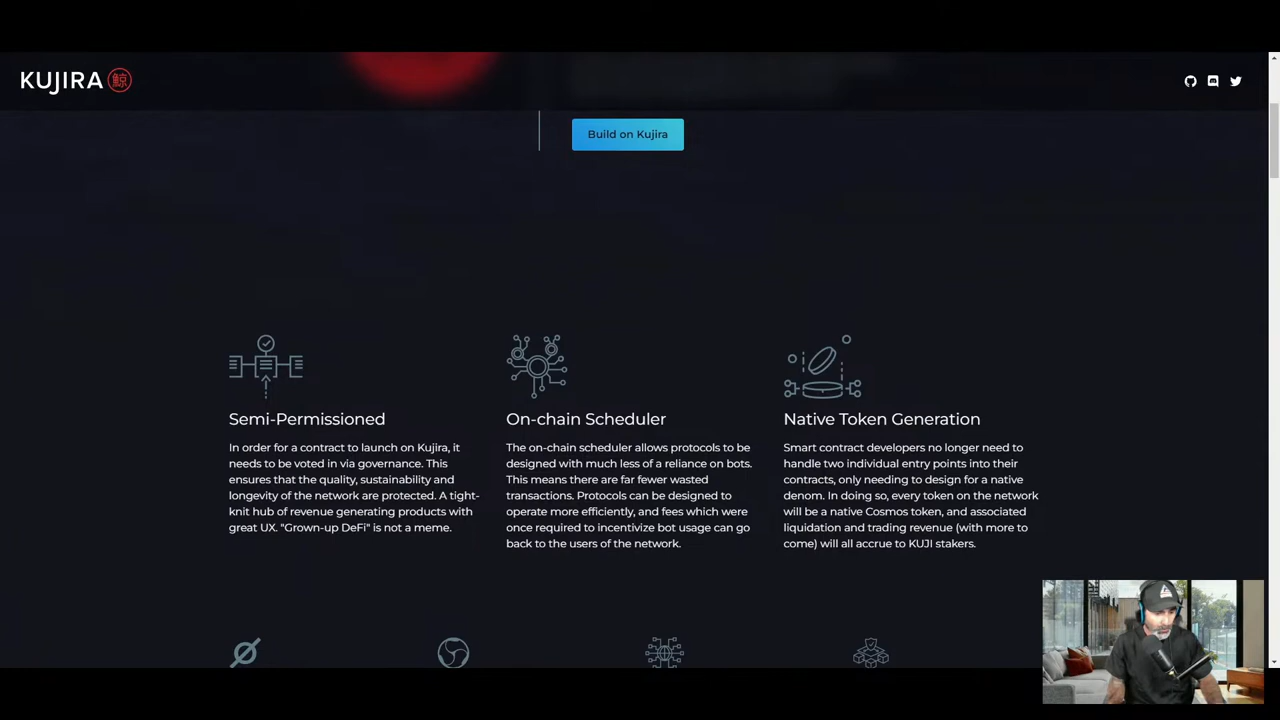 KUJIRA 鯨
Build on Kujira
Semi-Permissioned
In order for a contract to launch on Kujira, it
needs to be voted in via governance. This
ensures that the quality, sustainability and
longevity of the network are protected. A tight-
knit hub of revenue generating products with
great UX. "Grown-up DeFi" is not a meme.
On-chain Scheduler
The on-chain scheduler allows protocols to be
designed with much less of a reliance on bots.
This means there are far fewer wasted
transactions. Protocols can be designed to
operate more efficiently, and fees which were
once required to incentivize bot usage can go
back to the users of the network.
Native Token Generation
Smart contract developers no longer need to
handle two individual entry points into their
contracts, only needing to design for a native
denom. In doing so, every token on the network
will be a native Cosmos token, and associated
liquidation and trading revenue (with more to
come) will all accrue to KUJI stakers.